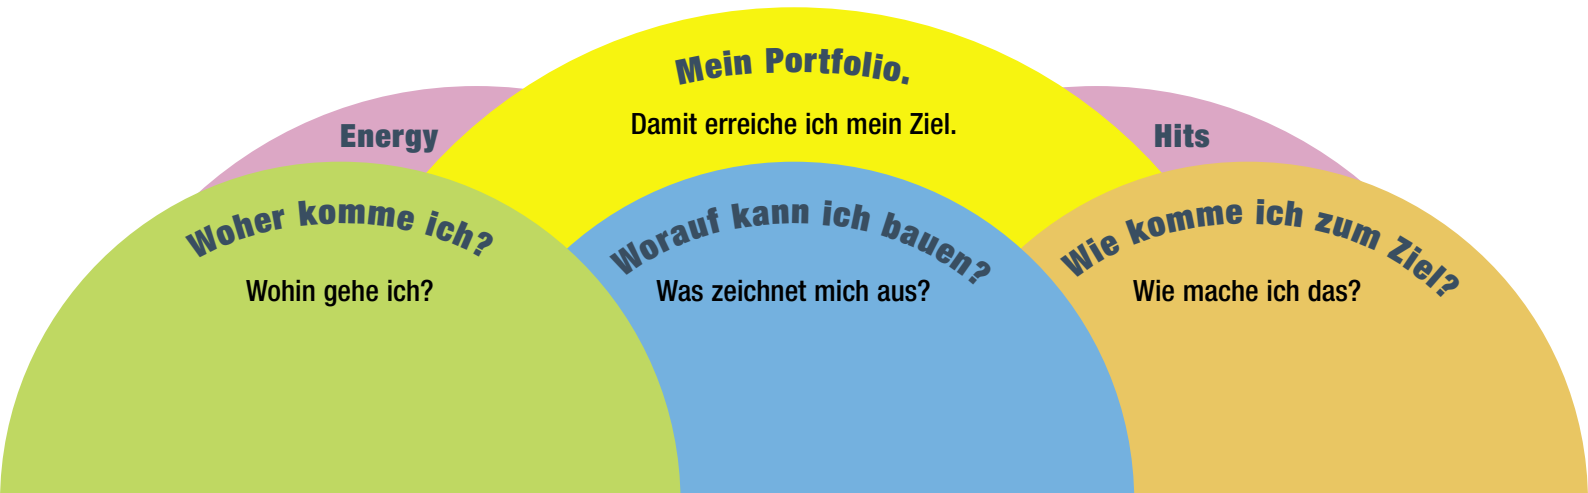 Mein Portfolio.
Damit erreiche ich mein Ziel.
Energy
Hits
Woher komme ich?
Wohin gehe ich?
Worauf kann ich bauen?
Was zeichnet mich aus?
Wie komme ich zum Ziel?
Wie mache ich das?